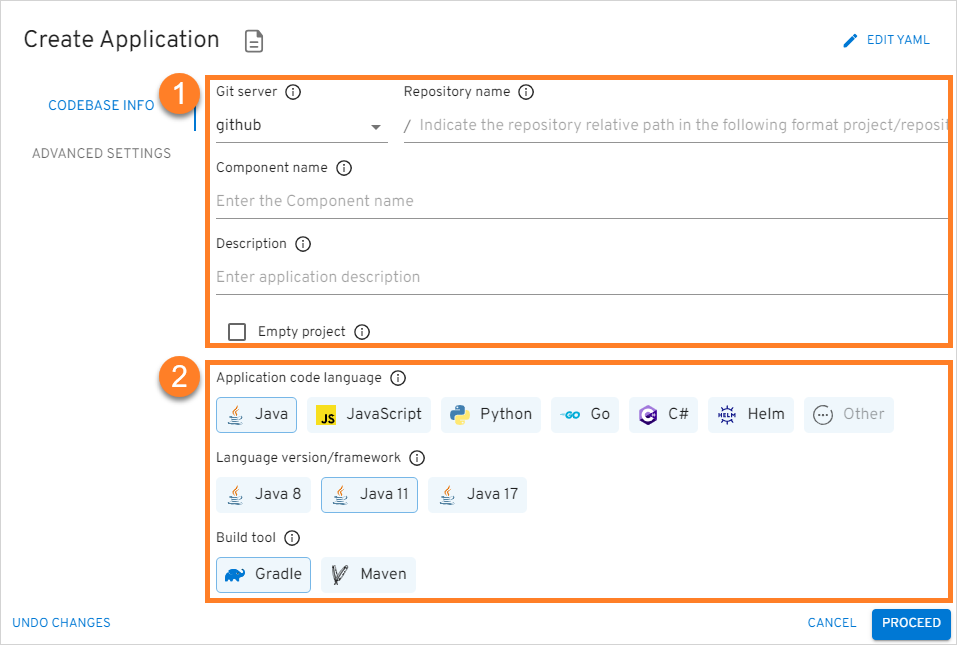 Create Application
EDIT YAML
CODEBASE INFO
ADVANCED SETTINGS
1
Git server
Repository name
github
/ Indicate the repository relative path in the following format project/reposit
Component name
Enter the Component name
Description
Enter application description
Empty project
2
Application code language
Java
JS JavaScript
Python
GO Go
C#
HELM Helm
Other
Language version/framework
Java 8
Java 11
Java 17
Build tool
Gradle
Maven
UNDO CHANGES
CANCEL
PROCEED